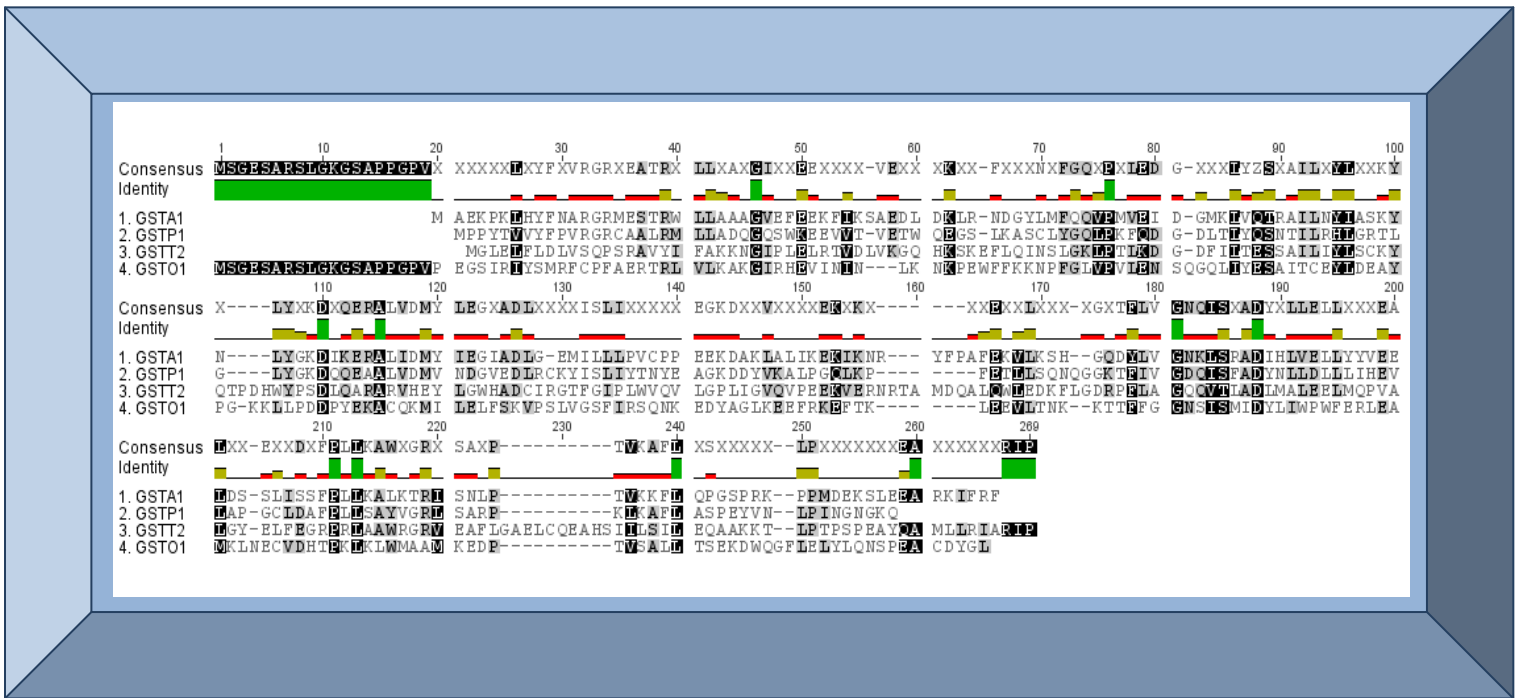 1 10 20 30 40 50 60 70 80 90 100
Consensus MSGESARSLGKGSAPPGPVX XXXXXLXYFXVRGRXEATRX LLXAXGIXXEEXXXX-VEXX XKXX-FXXXNXFGQXPXIED G-XXXLYZSXAILXYLXXKY
Identity
1. GSTA1 M AEKPKLHYFNARGRMESTRW LLAAAGVEFEEKFIKSAEDL DKLR-NDGYLMFQQVPMVEI D-GMKLVQTRAILNYIASKY
2. GSTP1 MPPYTVVYFPVRGRCAALRM LLADQGQSWKEEVVT-VETW QEGS-LKASCLYGQLPKFQD G-DLTLYQSNTILRHLGRTL
3. GSTT2 MGLELFLDLVSQPSRAVYI FAKKNGIPLELRTVDLVKGQ HKSKEFLQINSLGKLPTLKD G-DFILTESSAILIYLSCKY
4. GSTO1 MSGESARSLGKGSAPPGPVP EGSIRIYSMRFCPFAERTRL VLKAKGIRHEVININ---LK NKPEWFFKKNPFGLVPVLEN SQGQLIYESAITCEYLDEAY
110 120 130 140 150 160 170 180 190 200
Consensus X----LYXKDXQEPALVDMY LEGXADLXXXXISLIXXXXX EGKDXXVXXXXEKXKX---- --XXEXXLXXX-XGXTFLV GNQISXADYXLLELLXXXEA
Identity
1. GSTA1 N----LYGKDIKEPALIDMY IEGIADLG-EMILLLPVCPP EEKDAKLALIKEKIKNR--- YFPAFEKVLKSH--GQDYLV GNKLSRADIHLVELLYYVEE
2. GSTP1 G----LYGKDQQEAALVDMV NDGVEDLRCKYISLIYTNYE AGKDDYVKALPGQLKP---- ---FETLLSQNQGGKTFIV GDQISFADYNLLDLLLIHEV
3. GSTT2 QTPDHWYPSDLQARARVHEY LGWHADCIRGTFGIPLWVQV LGPLIGVQVPEEKVERNRTA MDQALQWLEDKFLGDRPFLA GQQVTLADLMALEELMQPVA
4. GSTO1 PG-KKLLPDDPYEKACQKMI LELFSKVPSLVGSFIRSQNK EDYAGLKEEFRKEFTK---- ---LEEVLTNK--KTTFFG GNSISMIDYLIWPWFERLEA
210 220 230 240 250 260 269
Consensus LXX-EXXDXFPLLKAWXGRX SAXP----------TVKAFL XSXXXXX--LPXXXXXXXEA XXXXXXRIP
Identity
1. GSTA1 LDS-SLISSFPLLKALKTRI SNLP----------TVKKFL QPGSPRK--PPMDEKSLEEA RKIFRF
2. GSTP1 LAP-GCLDAFPLLSAYVGRL SARP----------KLKAFL ASPEYVN--LPINGNGKQ
3. GSTT2 LGY-ELFEGRPRLAAWRGRV EAFLGAELCQEAHSIILSIL EQAAKKT--LPTPSPEAYQA MLLRIARIP
4. GSTO1 MKLNECVDHTPKLKLWMAAM KEDP----------TVSALL TSEKDWQGFLELYLQNSPEA CDYGL